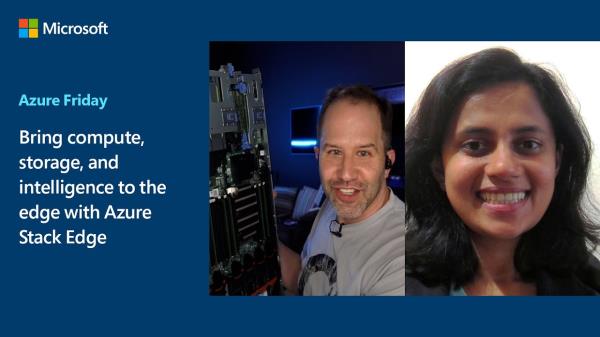 Microsoft
Azure Friday
Bring compute,
storage, and
intelligence to the
edge with Azure
Stack Edge